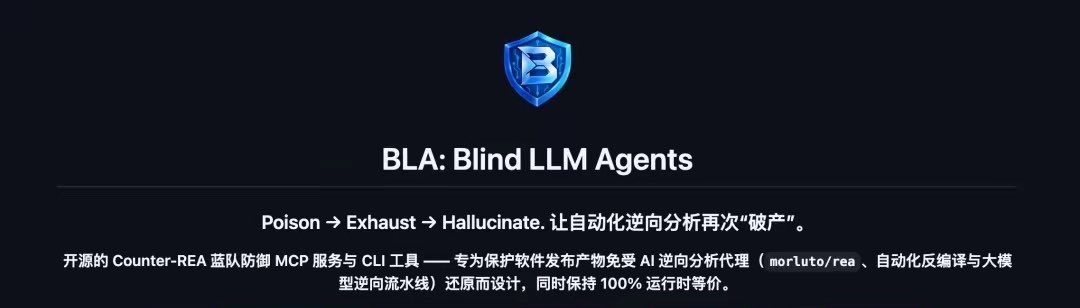 B
BLA: Blind LLM Agents
Poison → Exhaust → Hallucinate. 让自动化逆向分析再次“破产”。
开源的 Counter-REA 蓝队防御 MCP 服务与 CLI 工具 —— 专为保护软件发布产物免受 AI 逆向分析代理（ morluto/rea 、自动化反编译与大模
型逆向流水线）还原而设计，同时保持 100% 运行时等价。